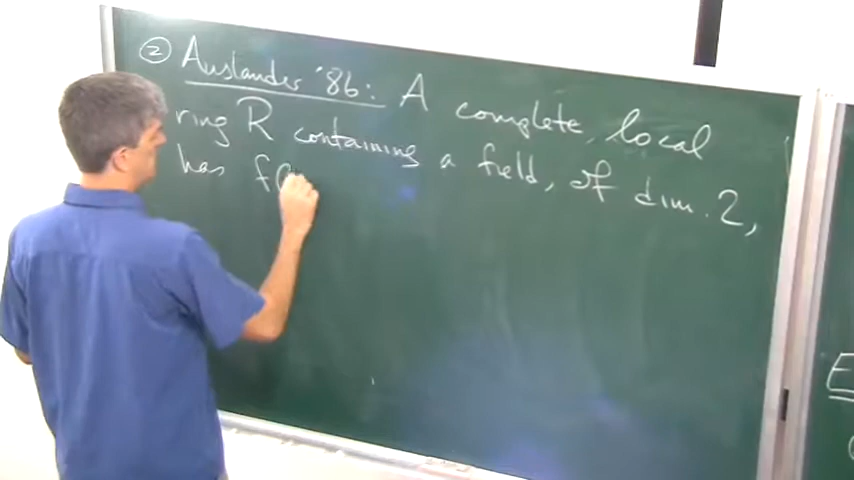 ② Auslander '86: A complete, local
ring R containing a field, of dim. 2,
has f